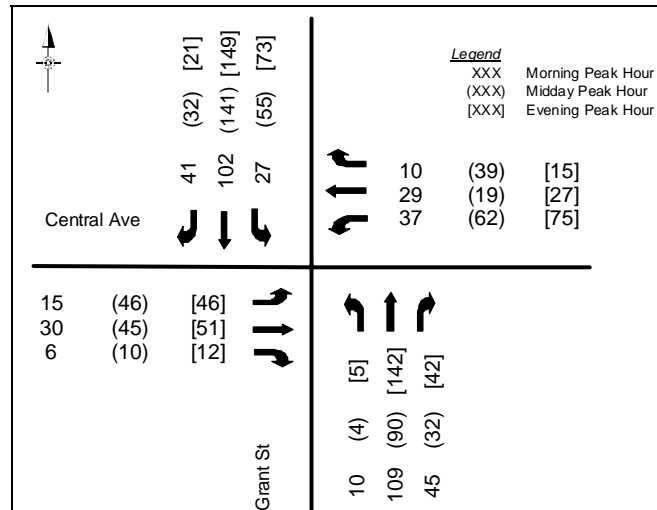 Legend
XXX Morning Peak Hour
(XXX) Midday Peak Hour
[XXX] Evening Peak Hour
41 (32) [21]
102 (141) [149]
27 (55) [73]
10 (39) [15]
29 (19) [27]
37 (62) [75]
Central Ave
15 (46) [46]
30 (45) [51]
6 (10) [12]
Grant St
10 (4) [5]
109 (90) [142]
45 (32) [42]